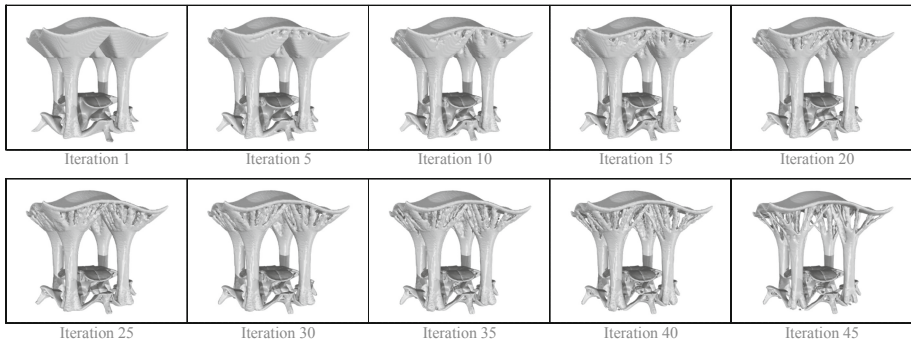 Iteration 1
Iteration 5
Iteration 10
Iteration 15
Iteration 20
Iteration 25
Iteration 30
Iteration 35
Iteration 40
Iteration 45